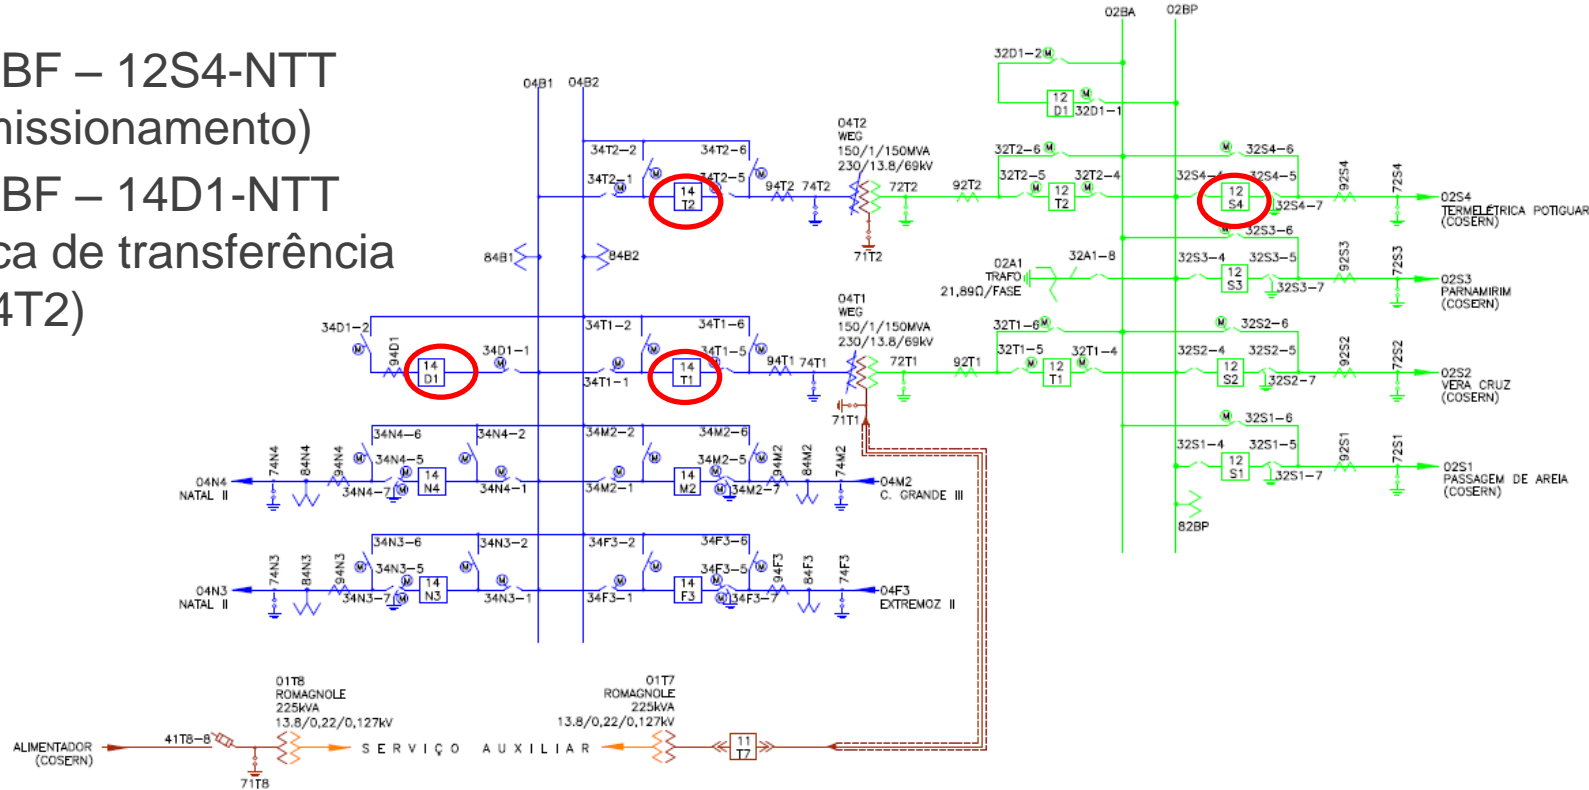 BF – 12S4-NTT
nissionamento)
BF – 14D1-NTT
ca de transferência
4T2)
02BA 02BP
32D1-2 M
12 D1 M 32D1-1
04B1 04B2
34T2-2 34T2-6
34T2-1 M 14 T2 34T2-5
94T2 74T2
04T2
WEG
150/1/150MVA
230/13.8/69kV
72T2 92T2
71T2
32T2-6 M
32T2-5 M 12 T2 M 32T2-4
M 32S4-6
32S4-4 12 S4 32S4-5
32S4-7
92S4 72S4
02S4
TERMELÉTRICA POTIGUAR
(COSERN)
84B1 84B2
02A1
TRAFO
21,89Ω/FASE
32A1-8
M 32S3-6
32S3-4 12 S3 32S3-5
32S3-7
92S3 72S3
02S3
PARNAMIRIM
(COSERN)
34D1-2 M
94D1 14 D1 34D1-1 M
34T1-2 M 34T1-6 M
34T1-1 M 14 T1 34T1-5
94T1 74T1
04T1
WEG
150/1/150MVA
230/13.8/69kV
72T1 92T1
71T1
32T1-6 M
32T1-5 M 12 T1 M 32T1-4
M 32S2-6
32S2-4 12 S2 32S2-5
32S2-7
92S2 72S2
02S2
VERA CRUZ
(COSERN)
34N4-6 34N4-2 34M2-2 34M2-6
04N4
NATAL II
74N4 84N4 94N4
34N4-5 34N4-7 14 N4 34N4-1
34M2-1 14 M2 34M2-5 34M2-7
94M2 84M2 74M2
04M2
C. GRANDE III
M 32S1-6
32S1-4 12 S1 32S1-5
32S1-7
92S1 72S1
02S1
PASSAGEM DE AREIA
(COSERN)
82BP
34N3-6 34N3-2 34F3-2 34F3-6
04N3
NATAL II
74N3 84N3 94N3
34N3-5 34N3-7 14 N3 34N3-1
34F3-1 14 F3 34F3-5 34F3-7
94F3 84F3 74F3
04F3
EXTREMOZ II
01T8
ROMAGNOLE
225kVA
13.8/0,22/0,127kV
01T7
ROMAGNOLE
225kVA
13.8/0,22/0,127kV
ALIMENTADOR
(COSERN)
41T8-8
71T8
SERVIÇO AUXILIAR
11 T7